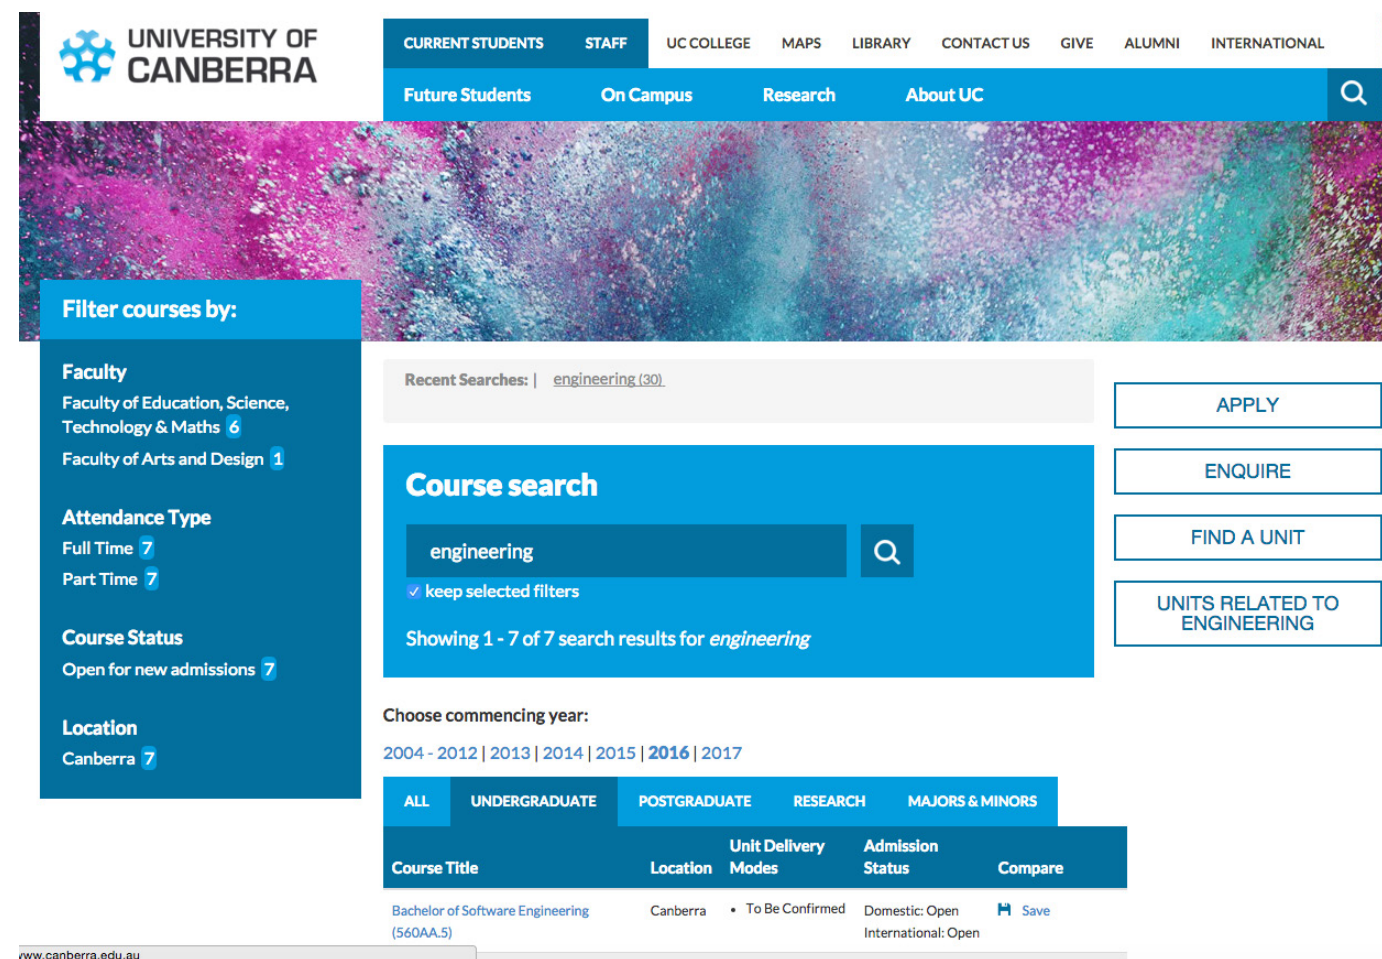 UNIVERSITY OF
CANBERRA
CURRENT STUDENTS STAFF UC COLLEGE MAPS LIBRARY CONTACT US GIVE ALUMNI INTERNATIONAL
Future Students On Campus Research About UC
Filter courses by:
Faculty
Faculty of Education, Science,
Technology & Maths 6
Faculty of Arts and Design 1
Attendance Type
Full Time 7
Part Time 7
Course Status
Open for new admissions 7
Location
Canberra 7
Recent Searches: | engineering (30)
Course search
engineering
keep selected filters
Showing 1 - 7 of 7 search results for engineering
APPLY
ENQUIRE
FIND A UNIT
UNITS RELATED TO
ENGINEERING
Choose commencing year:
2004 - 2012 | 2013 | 2014 | 2015 | 2016 | 2017
ALL UNDERGRADUATE POSTGRADUATE RESEARCH MAJORS & MINORS
Course Title Location Unit Delivery Modes Admission Status Compare
Bachelor of Software Engineering Canberra • To Be Confirmed Domestic: Open Save
(560AA.5) International: Open
www.canberra.edu.au